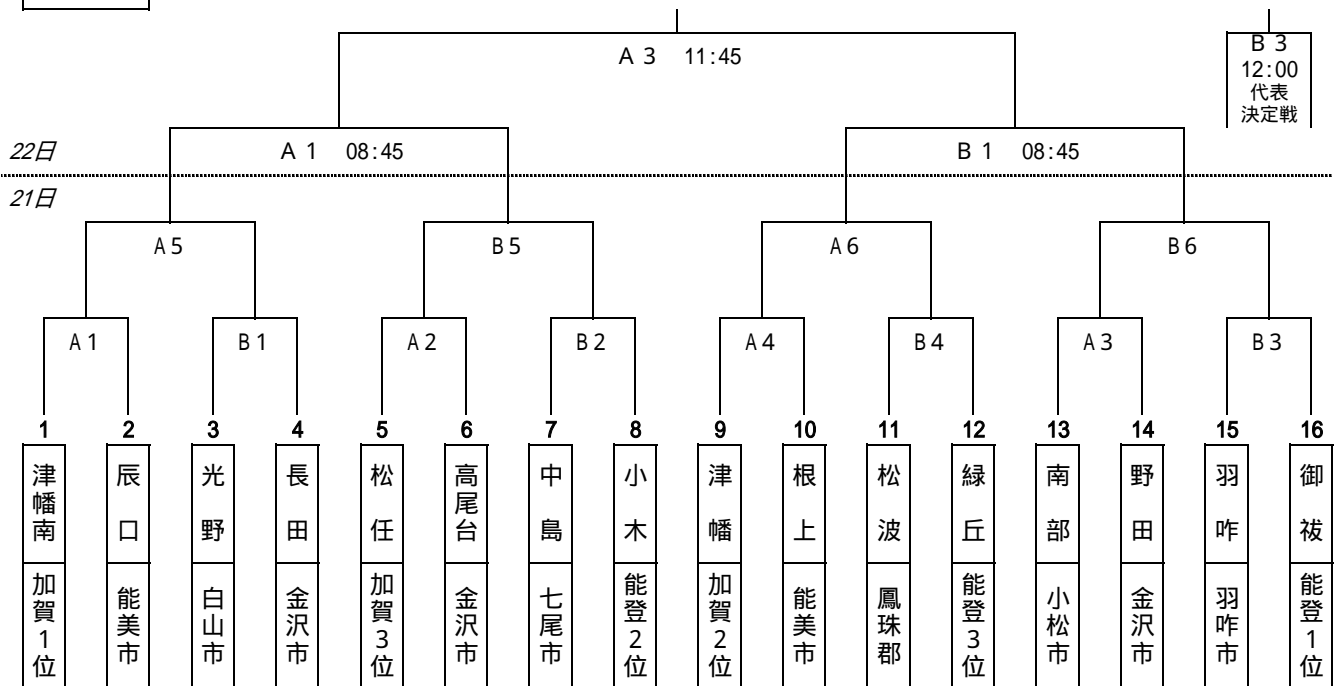 A 3 11:45
B 3
12:00
代表
決定戦
22日
A 1 08:45
B 1 08:45
21日
A5
B5
A6
B6
A1
B1
A2
B2
A4
B4
A3
B3
1 2 3 4 5 6 7 8 9 10 11 12 13 14 15 16
津幡南
辰口
光野
長田
松任
高尾台
中島
小木
津幡
根上
松波
緑丘
南部
野田
羽咋
御祓
加賀1位
能美市
白山市
金沢市
加賀3位
金沢市
七尾市
能登2位
加賀2位
能美市
鳳珠郡
能登3位
小松市
金沢市
羽咋市
能登1位